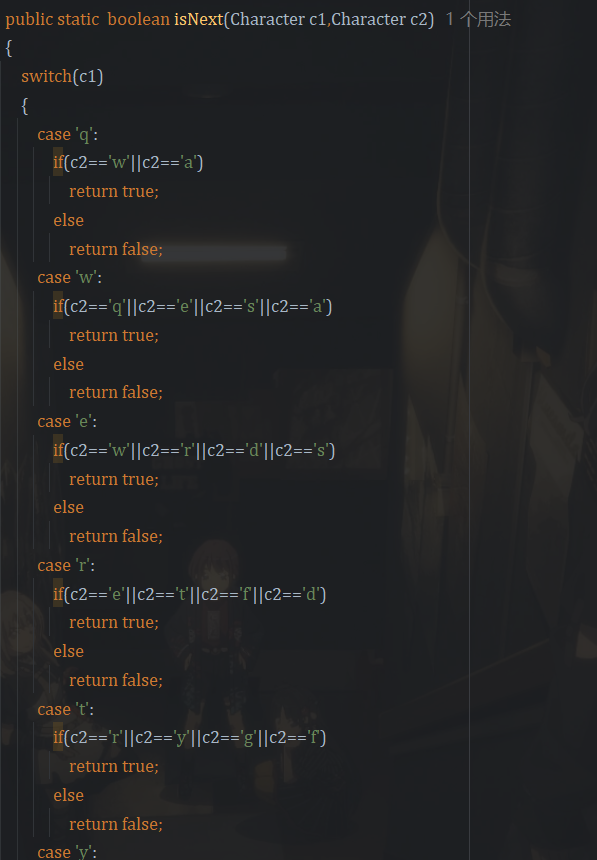 public static  boolean isNext(Character c1,Character c2)  1 个用法
{
    switch(c1)
    {
        case 'q':
            if(c2=='w'||c2=='a')
                return true;
            else
                return false;
        case 'w':
            if(c2=='q'||c2=='e'||c2=='s'||c2=='a')
                return true;
            else
                return false;
        case 'e':
            if(c2=='w'||c2=='r'||c2=='d'||c2=='s')
                return true;
            else
                return false;
        case 'r':
            if(c2=='e'||c2=='t'||c2=='f'||c2=='d')
                return true;
            else
                return false;
        case 't':
            if(c2=='r'||c2=='y'||c2=='g'||c2=='f')
                return true;
            else
                return false;
        case 'y':